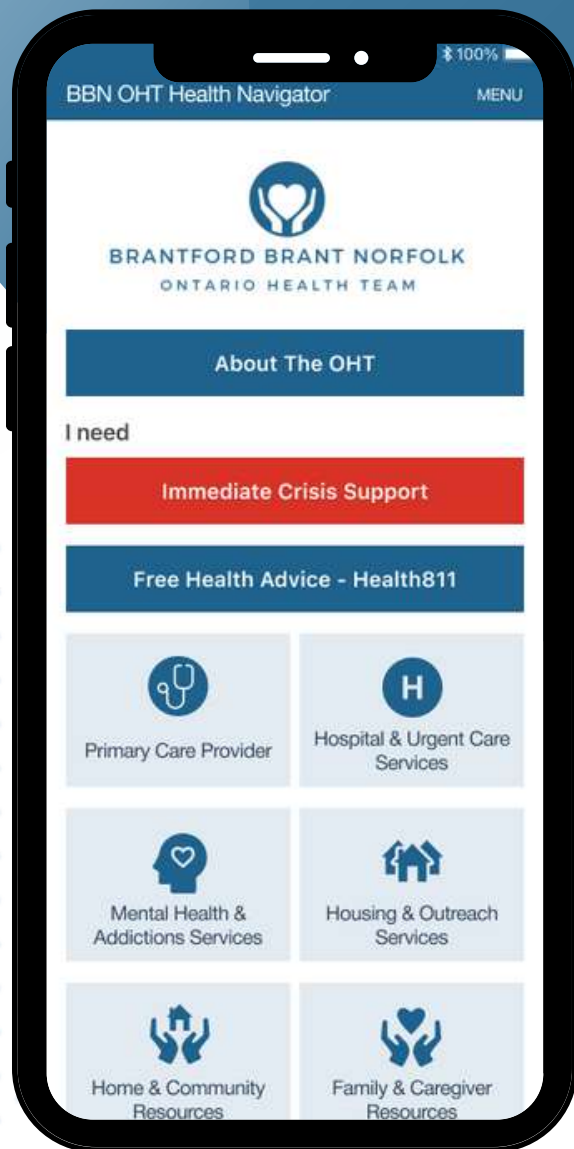 100%
BBN OHT Health Navigator MENU
BRANTFORD BRANT NORFOLK
ONTARIO HEALTH TEAM
About The OHT
I need
Immediate Crisis Support
Free Health Advice - Health811
Primary Care Provider
H
Hospital & Urgent Care
Services
Mental Health &
Addictions Services
Housing & Outreach
Services
Home & Community
Resources
Family & Caregiver
Resources